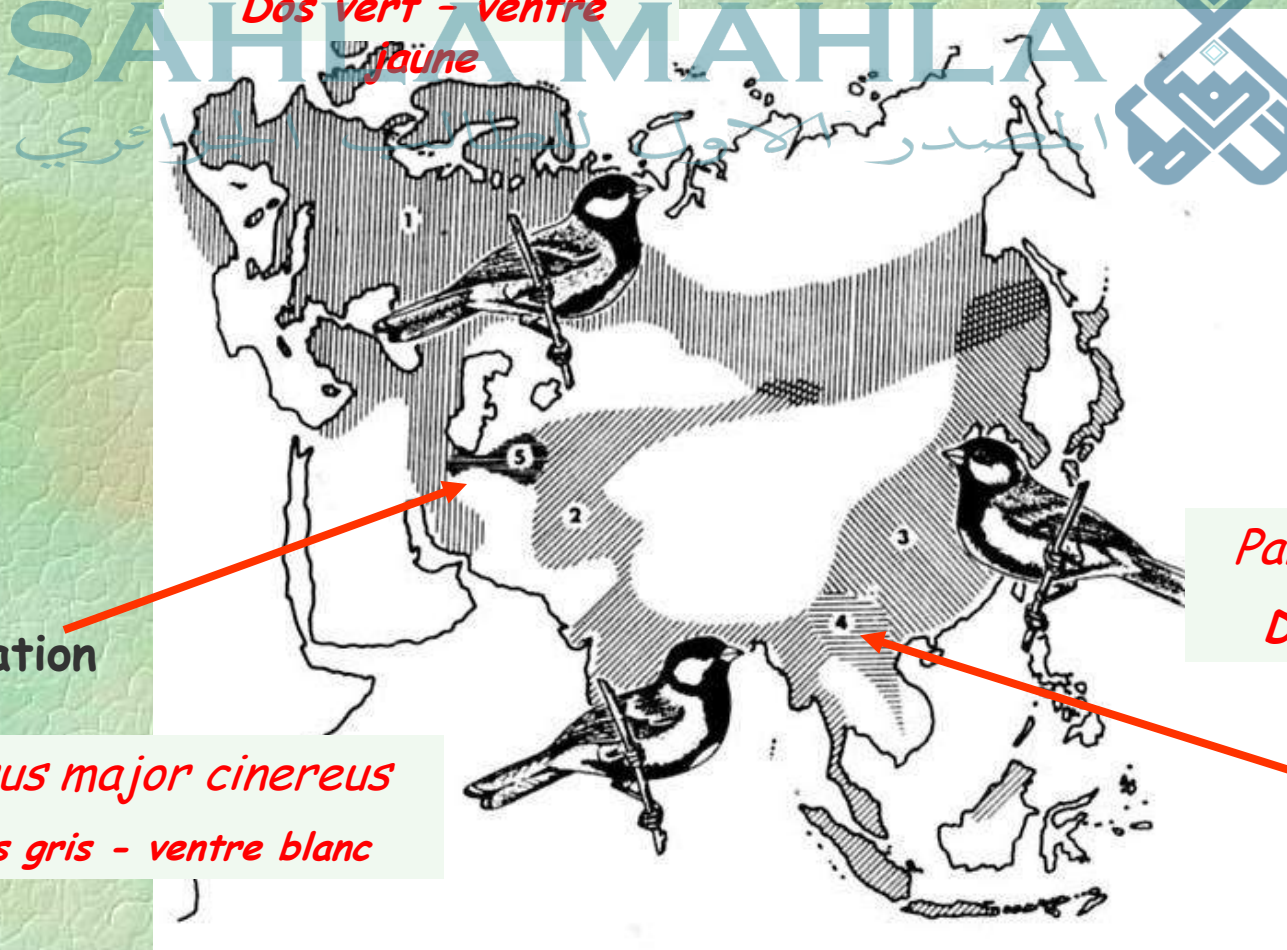 Dos vert - ventre
jaune
SAHLA MAHLA
المصدر الاول للطالب الجزائري
1
5
2
3
4
Pa
D
ation
us major cinereus
s gris - ventre blanc